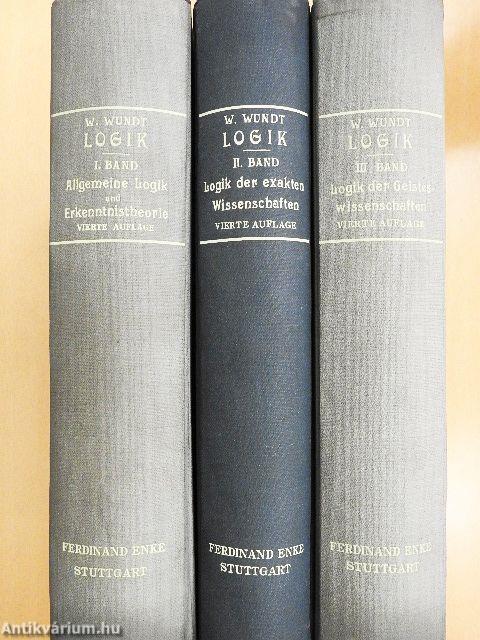 W. WUNDT
LOGIK
I. BAND
Allgemeine Logik
und
Erkenntnistheorie
VIERTE AUFLAGE
FERDINAND ENKE
STUTTGART
W. WUNDT
LOGIK
II. BAND
Logik der exakten
Wissenschaften
VIERTE AUFLAGE
FERDINAND ENKE
STUTTGART
W. WUNDT
LOGIK
III. BAND
Logik der Geistes-
wissenschaften
VIERTE AUFLAGE
FERDINAND ENKE
STUTTGART
Antikvárium.hu